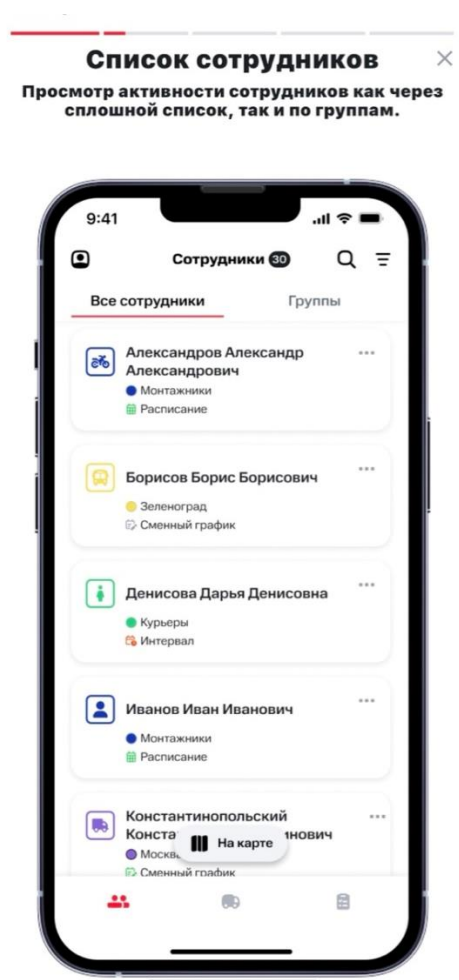 Список сотрудников
Просмотр активности сотрудников как через
сплошной список, так и по группам.
9:41
Сотрудники 30
Все сотрудники
Группы
Александров Александр
Александрович
Монтажники
Расписание
Борисов Борис Борисович
Зеленоград
Сменный график
Денисова Дарья Денисовна
Курьеры
Интервал
Иванов Иван Иванович
Монтажники
Расписание
Константинопольский
На карте
Сменный график